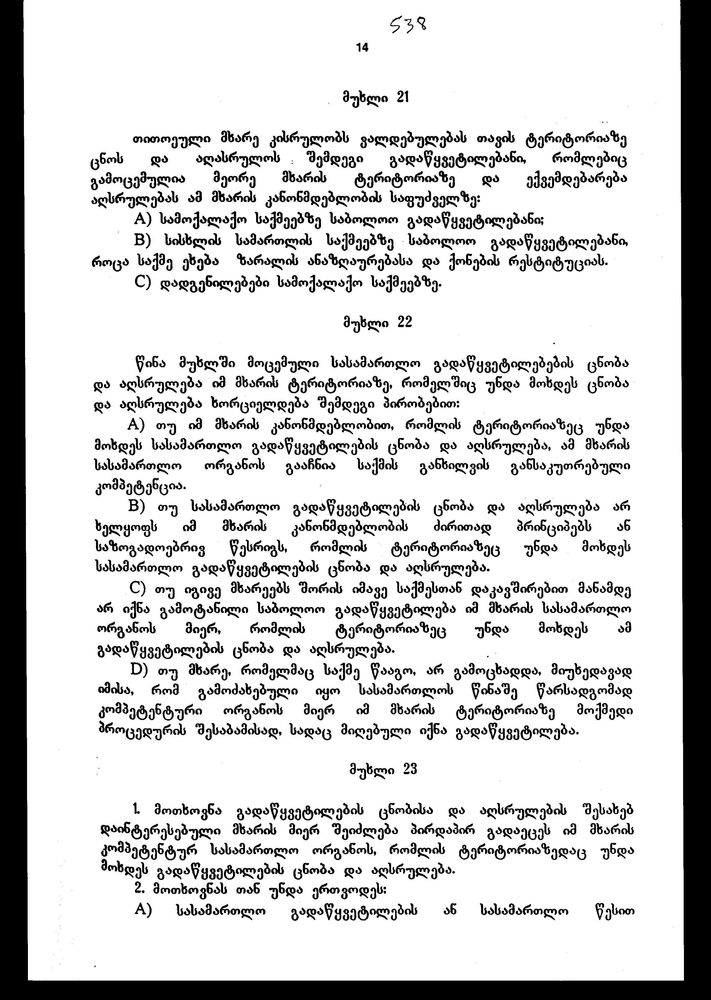 538
14
მუხლი 21
თითოეული მხარე კისრულობს ვალდებულებას თავის ტერიტორიაზე
ცნოს და აღასრულოს შემდეგი გადაწყვეტილებანი, რომლებიც
გამოცემულია მეორე მხარის ტერიტორიაზე და ექვემდებარება
აღსრულებას ამ მხარის კანონმდებლობის საფუძველზე:
A) სამოქალაქო საქმეებზე საბოლოო გადაწყვეტილებანი;
B) სისხლის სამართლის საქმეებზე საბოლოო გადაწყვეტილებანი,
როცა საქმე ეხება ზარალის ანაზღაურებასა და ქონების რესტიტუციას.
C) დადგენილებები სამოქალაქო საქმეებზე.
მუხლი 22
წინა მუხლში მოცემული სასამართლო გადაწყვეტილებების ცნობა
და აღსრულება იმ მხარის ტერიტორიაზე, რომელშიც უნდა მოხდეს ცნობა
და აღსრულება ხორციელდება შემდეგი პირობებით:
A) თუ იმ მხარის კანონმდებლობით, რომლის ტერიტორიაზეც უნდა
მოხდეს სასამართლო გადაწყვეტილების ცნობა და აღსრულება, ამ მხარის
სასამართლო ორგანოს გააჩნია საქმის განხილვის განსაკუთრებული
კომპეტენცია.
B) თუ სასამართლო გადაწყვეტილების ცნობა და აღსრულება არ
ხელყოფს იმ მხარის კანონმდებლობის ძირითად პრინციპებს ან
საზოგადოებრივ წესრიგს, რომლის ტერიტორიაზეც უნდა მოხდეს
სასამართლო გადაწყვეტილების ცნობა და აღსრულება.
C) თუ იგივე მხარეებს შორის იმავე საქმესთან დაკავშირებით მანამდე
არ იქნა გამოტანილი საბოლოო გადაწყვეტილება იმ მხარის სასამართლო
ორგანოს მიერ, რომლის ტერიტორიაზეც უნდა მოხდეს ამ
გადაწყვეტილების ცნობა და აღსრულება.
D) თუ მხარე, რომელმაც საქმე წააგო, არ გამოცხადდა, მიუხედავად
იმისა, რომ გამოძახებული იყო სასამართლოს წინაშე წარსადგომად
კომპეტენტური ორგანოს მიერ იმ მხარის ტერიტორიაზე მოქმედი
პროცედურის შესაბამისად, სადაც მიღებული იქნა გადაწყვეტილება.
მუხლი 23
1. მოთხოვნა გადაწყვეტილების ცნობისა და აღსრულების შესახებ
დაინტერესებული მხარის მიერ შეიძლება პირდაპირ გადაეცეს იმ მხარის
კომპეტენტურ სასამართლო ორგანოს, რომლის ტერიტორიაზედაც უნდა
მოხდეს გადაწყვეტილების ცნობა და აღსრულება.
2. მოთხოვნას თან უნდა ერთვოდეს:
A) სასამართლო გადაწყვეტილების ან სასამართლო წესით